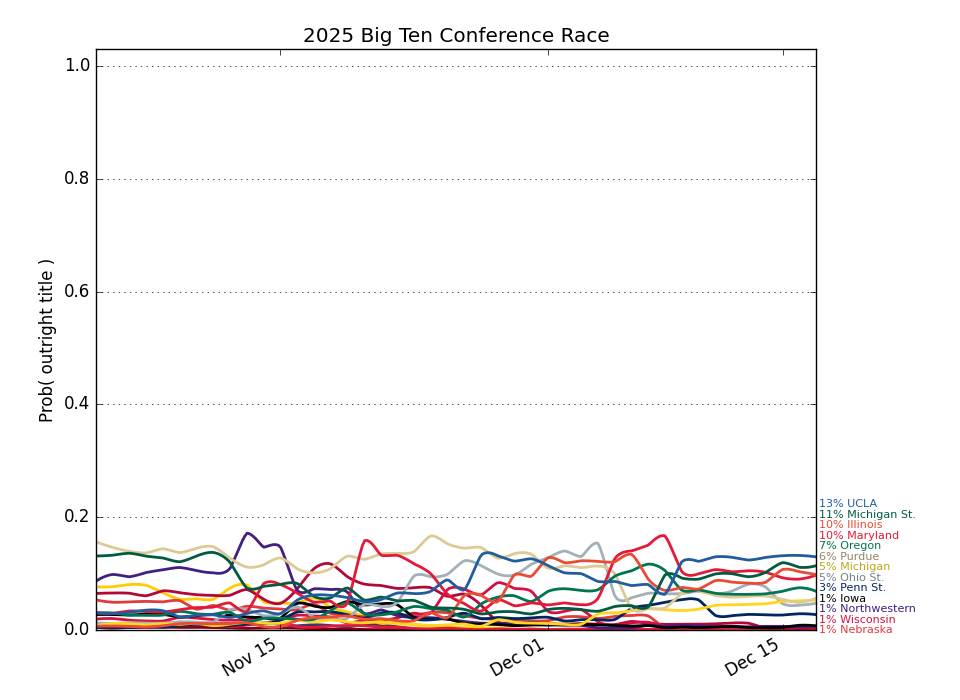 2025 Big Ten Conference Race
1.0
0.8
0.6
0.4
0.2
0.0
Prob( outright title )
Nov 15
Dec 01
Dec 15
13% UCLA
11% Michigan St.
10% Illinois
10% Maryland
7% Oregon
6% Purdue
5% Michigan
5% Ohio St.
3% Penn St.
1% Iowa
1% Northwestern
1% Wisconsin
1% Nebraska